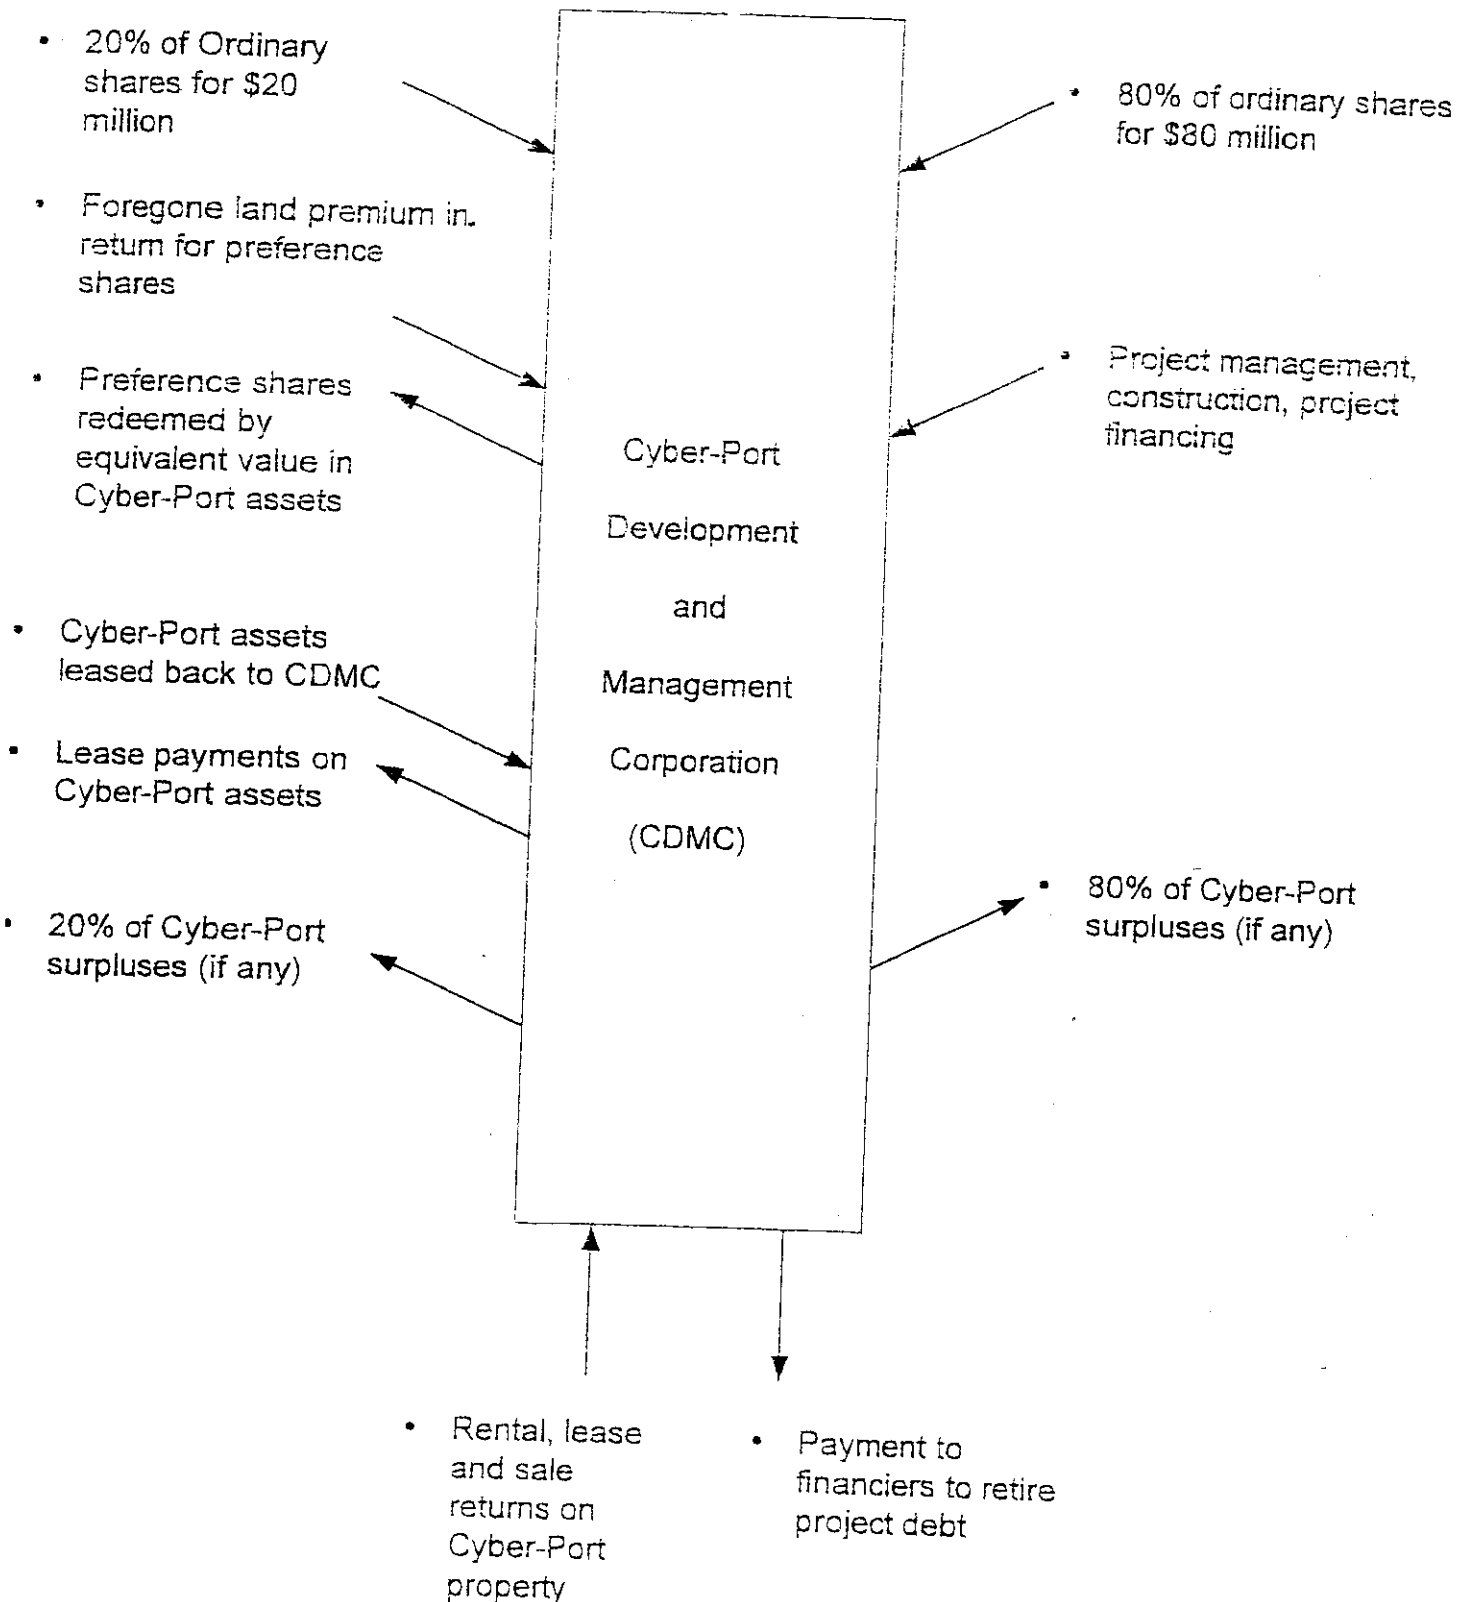 • 20% of Ordinary
shares for $20
million
• Foregone land premium in
return for preference
shares
• Preference shares
redeemed by
equivalent value in
Cyber-Port assets
• Cyber-Port assets
leased back to CDMC
• Lease payments on
Cyber-Port assets
• 20% of Cyber-Port
surpluses (if any)
Cyber-Port
Development
and
Management
Corporation
(CDMC)
• 80% of ordinary shares
for $80 million
• Project management,
construction, project
financing
• 80% of Cyber-Port
surpluses (if any)
• Rental, lease
and sale
returns on
Cyber-Port
property
• Payment to
financiers to retire
project debt